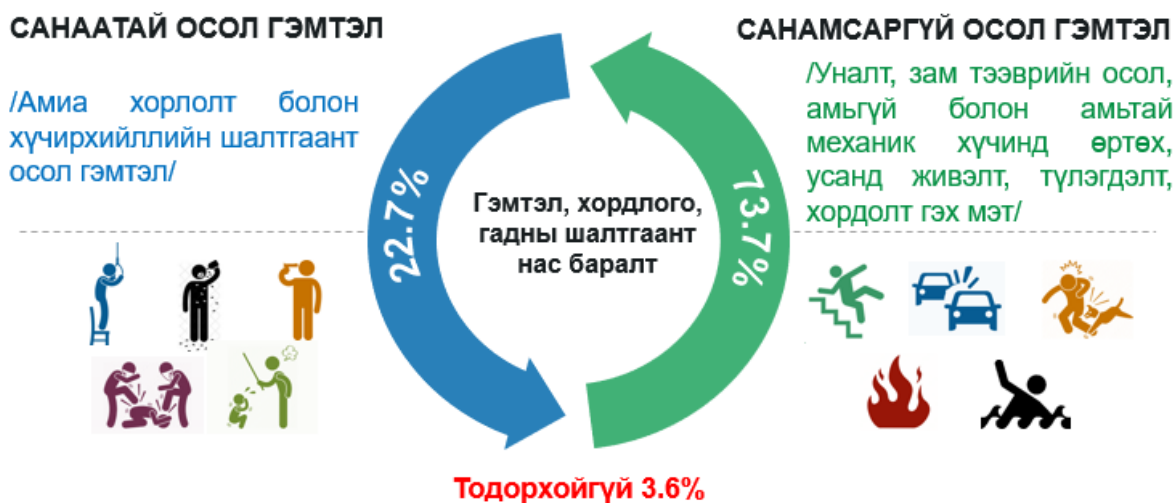 САНААТАЙ ОСОЛ ГЭМТЭЛ
/Амиа хорлолт болон
хүчирхийллийн шалтгаант
осол гэмтэл/
22.7%
Гэмтэл, хордлого,
гадны шалтгаант
нас баралт
73.7%
САНАМСАРГҮЙ ОСОЛ ГЭМТЭЛ
/Уналт, зам тээврийн осол,
амьгүй болон амьтай
механик хүчинд өртөх,
усанд живэлт, түлэгдэлт,
хордолт гэх мэт/
Тодорхойгүй 3.6%